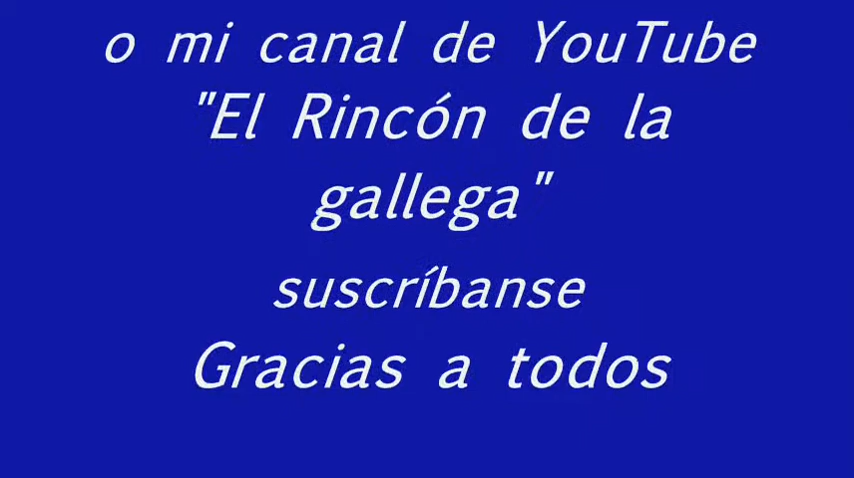 o mi canal de YouTube
"El Rincón de la
gallega"
suscríbanse
Gracias a todos